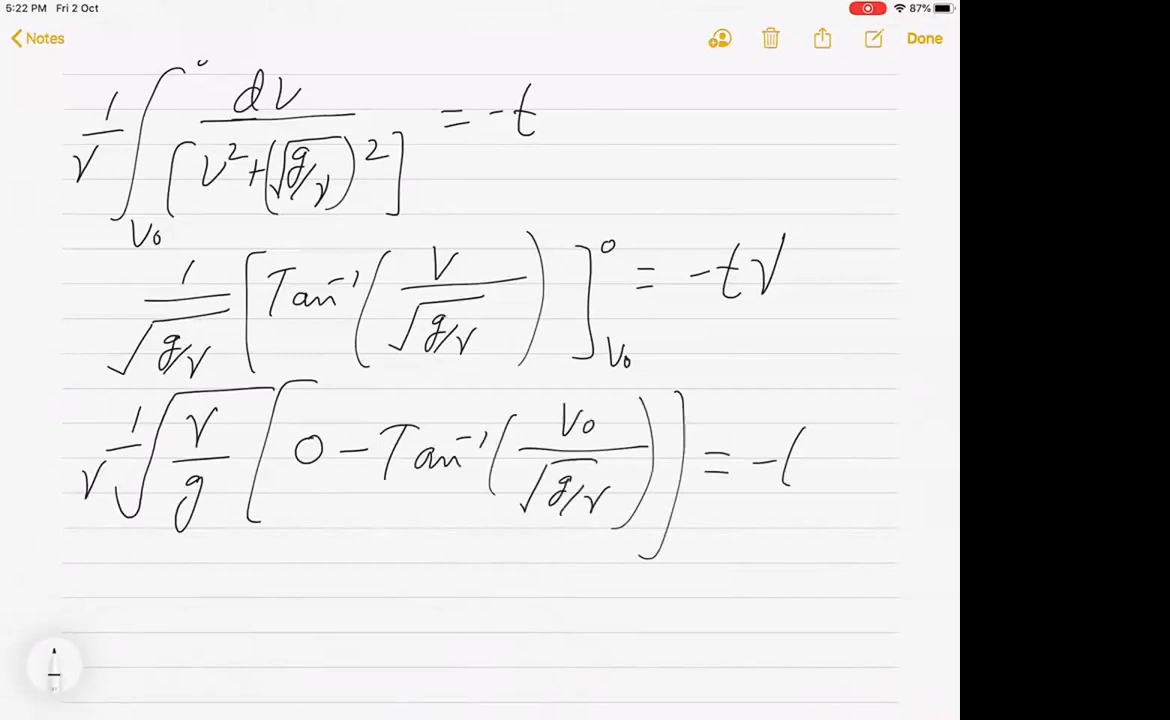 5:22 PM Fri 2 Oct 87%
Notes Done
1/γ ∫_{V₀}^{0} dV / [V² + (√(g/γ))²] = -t
1/√(g/γ) [Tan⁻¹(V/√(g/γ))]_{V₀}^{0} = -tγ
1/γ √(γ/g) [0 - Tan⁻¹(V₀/√(g/γ))] = -(